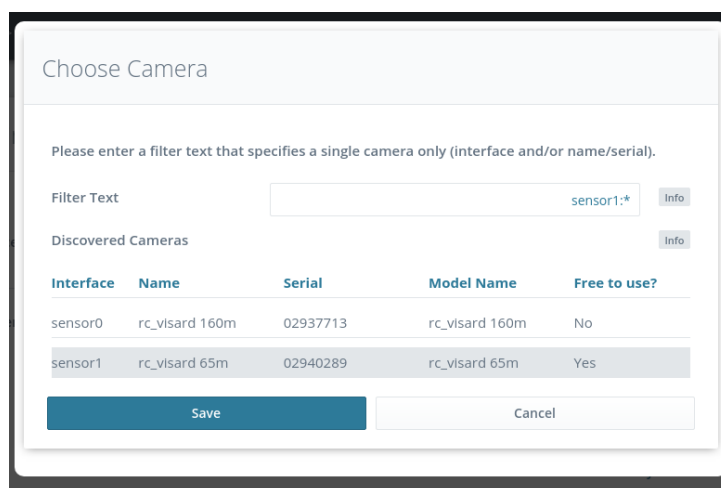 Choose Camera
Please enter a filter text that specifies a single camera only (interface and/or name/serial).
Filter Text sensor1:* Info
Discovered Cameras Info
Interface Name Serial Model Name Free to use?
sensor0 rc_visard 160m 02937713 rc_visard 160m No
sensor1 rc_visard 65m 02940289 rc_visard 65m Yes
Save Cancel